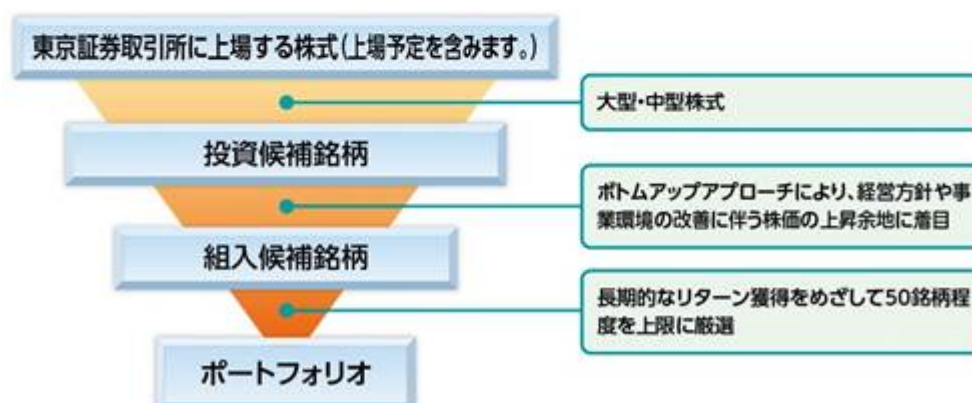 東京証券取引所に上場する株式(上場予定を含みます。)
大型・中型株式
投資候補銘柄
ボトムアップアプローチにより、経営方針や事
業環境の改善に伴う株価の上昇余地に着目
組入候補銘柄
長期的なリターン獲得をめざして50銘柄程
度を上限に厳選
ポートフォリオ